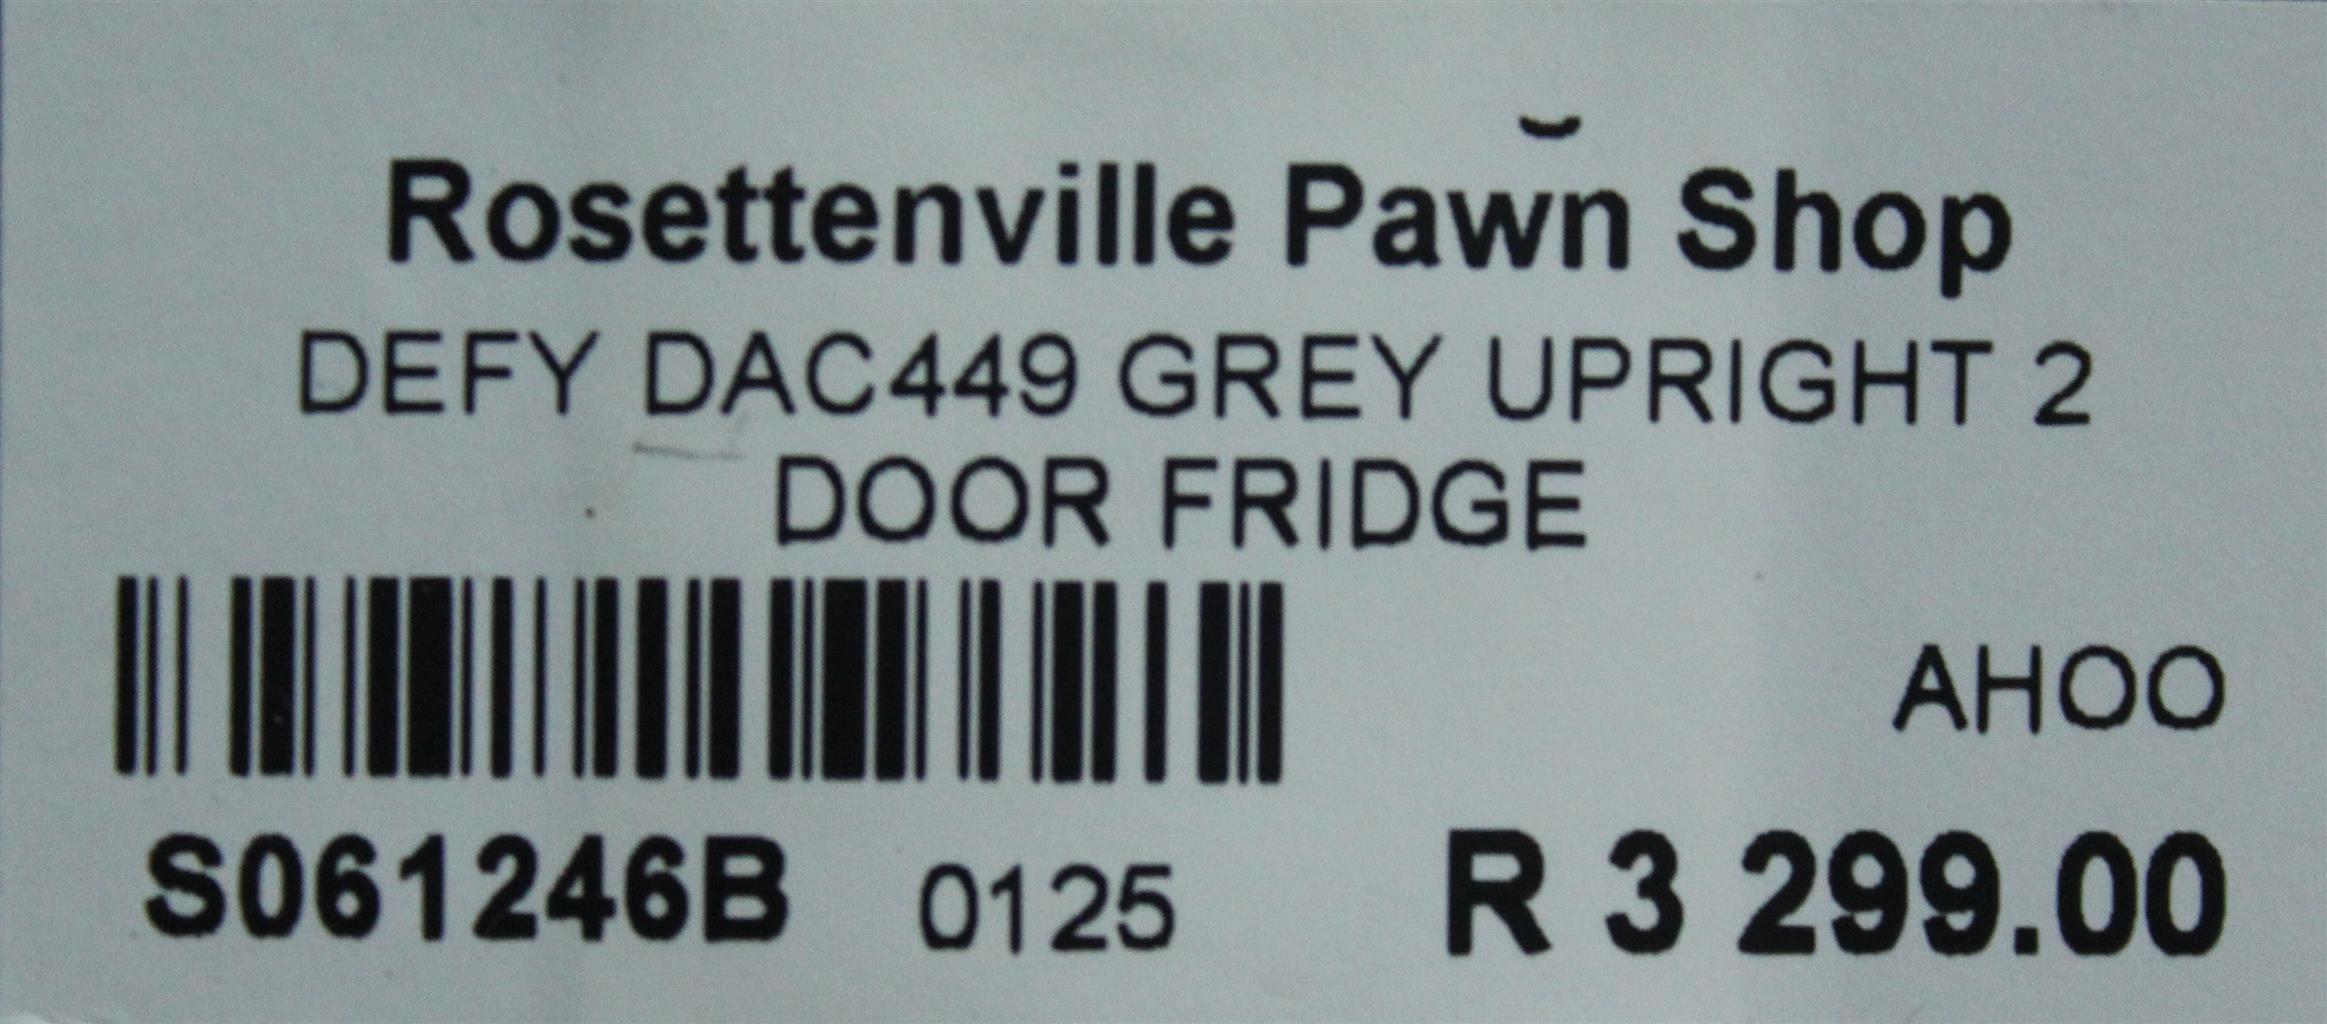 Rosettenville Pawn Shop
DEFY DAC449 GREY UPRIGHT 2
DOOR FRIDGE
AHOO
S061246B 0125 R 3 299.00